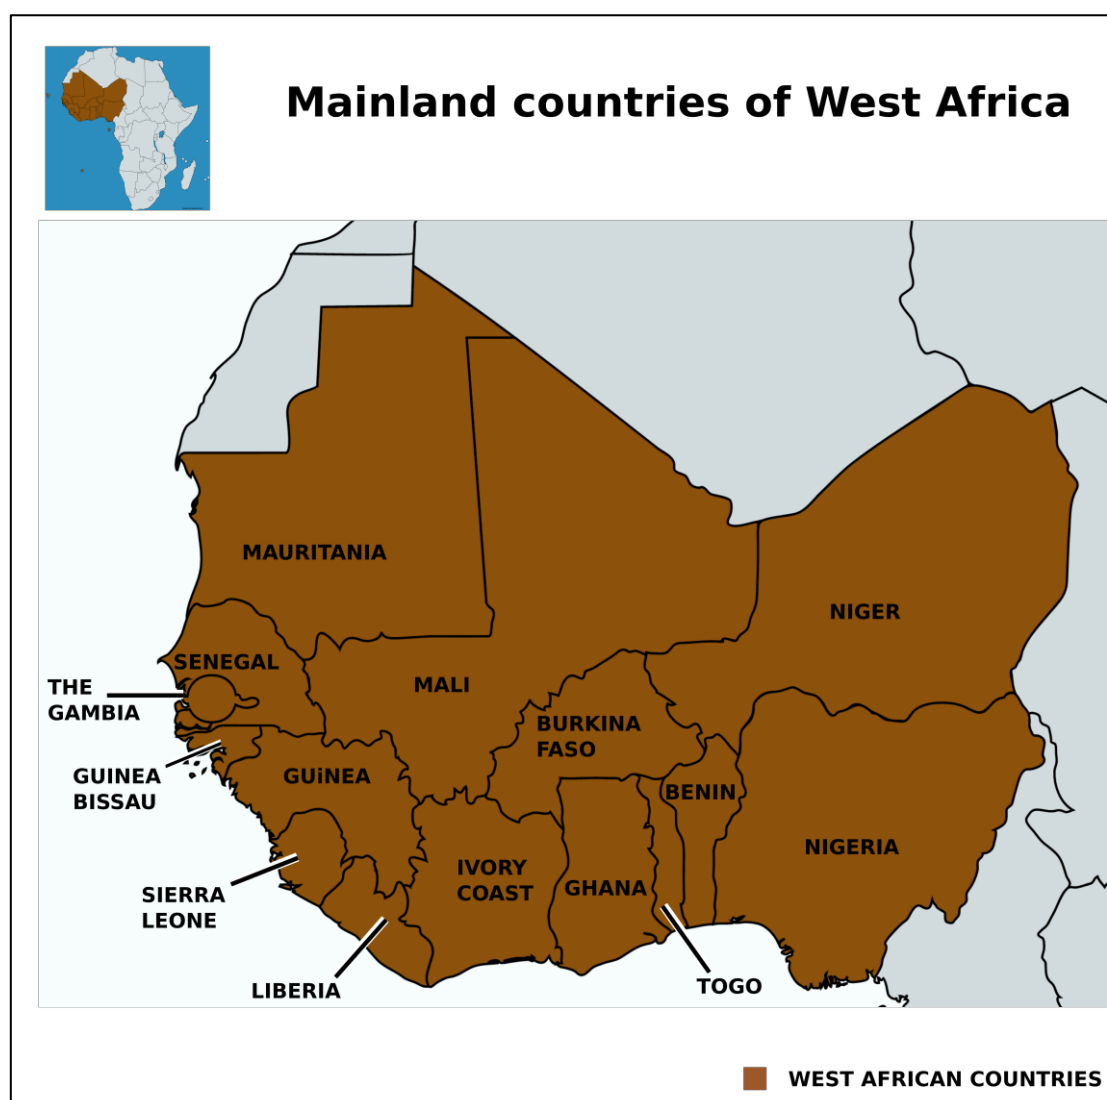 Mainland countries of West Africa
MAURITANIA
NIGER
SENEGAL
MALI
THE
GAMBIA
BURKINA
FASO
GUINEA
BISSAU
GUiNEA
BENIN
NIGERIA
IVORY
COAST
GHANA
SIERRA
LEONE
LIBERIA
TOGO
WEST AFRICAN COUNTRIES